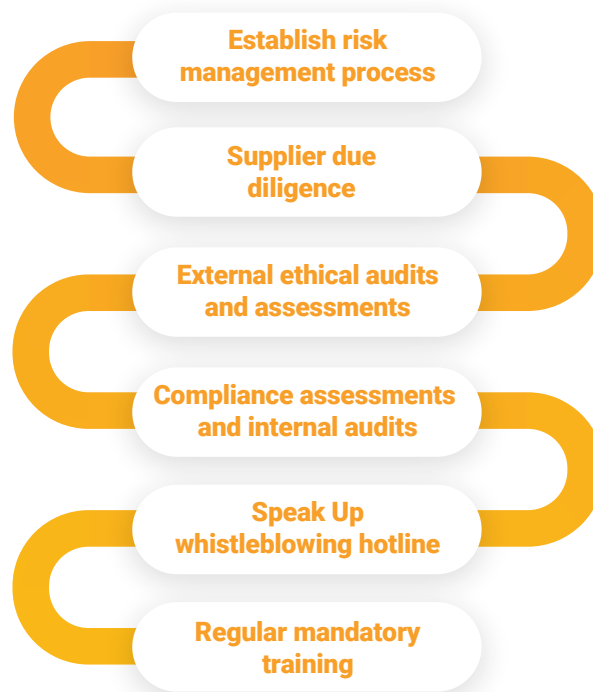 Establish risk
management process
Supplier due
diligence
External ethical audits
and assessments
Compliance assessments
and internal audits
Speak Up
whistleblowing hotline
Regular mandatory
training